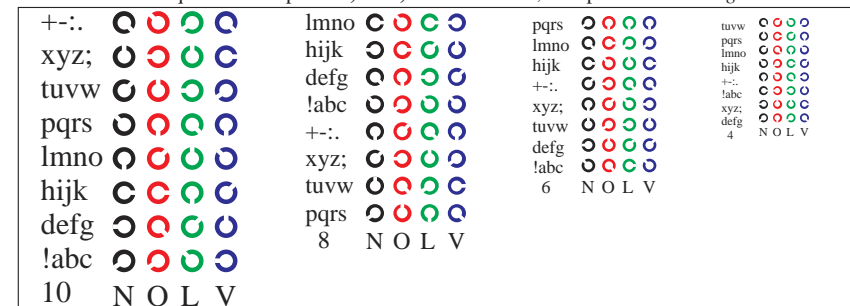 +-:.
xyz;
tuvw
pqrs
lmno
hijk
defg
!abc
10 N O L V
lmno
hijk
defg
!abc
+-:.
xyz;
tuvw
pqrs
8 N O L V
pqrs
lmno
hijk
+-:.
xyz;
tuvw
defg
!abc
6 N O L V
tuvw
pqrs
lmno
hijk
+-:.
!abc
xyz;
defg
4 N O L V